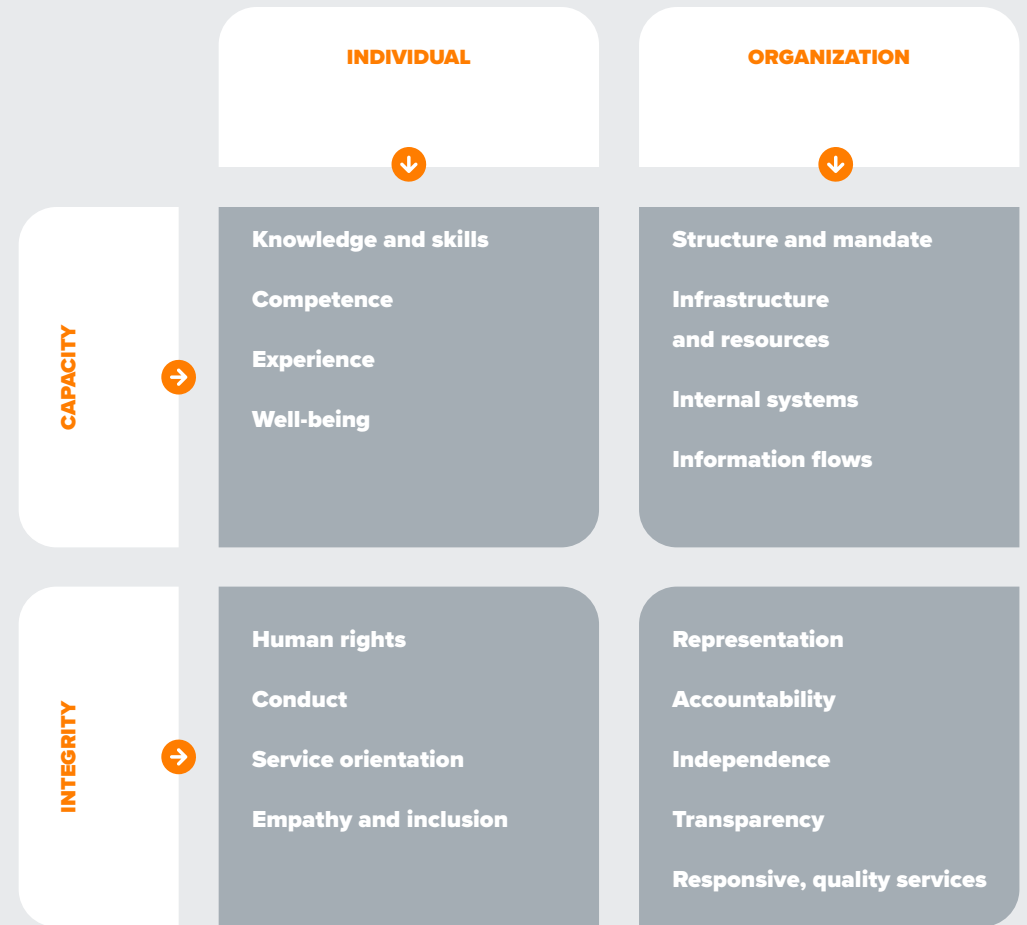 INDIVIDUAL
ORGANIZATION
CAPACITY
Knowledge and skills
Competence
Experience
Well-being
Structure and mandate
Infrastructure
and resources
Internal systems
Information flows
INTEGRITY
Human rights
Conduct
Service orientation
Empathy and inclusion
Representation
Accountability
Independence
Transparency
Responsive, quality services